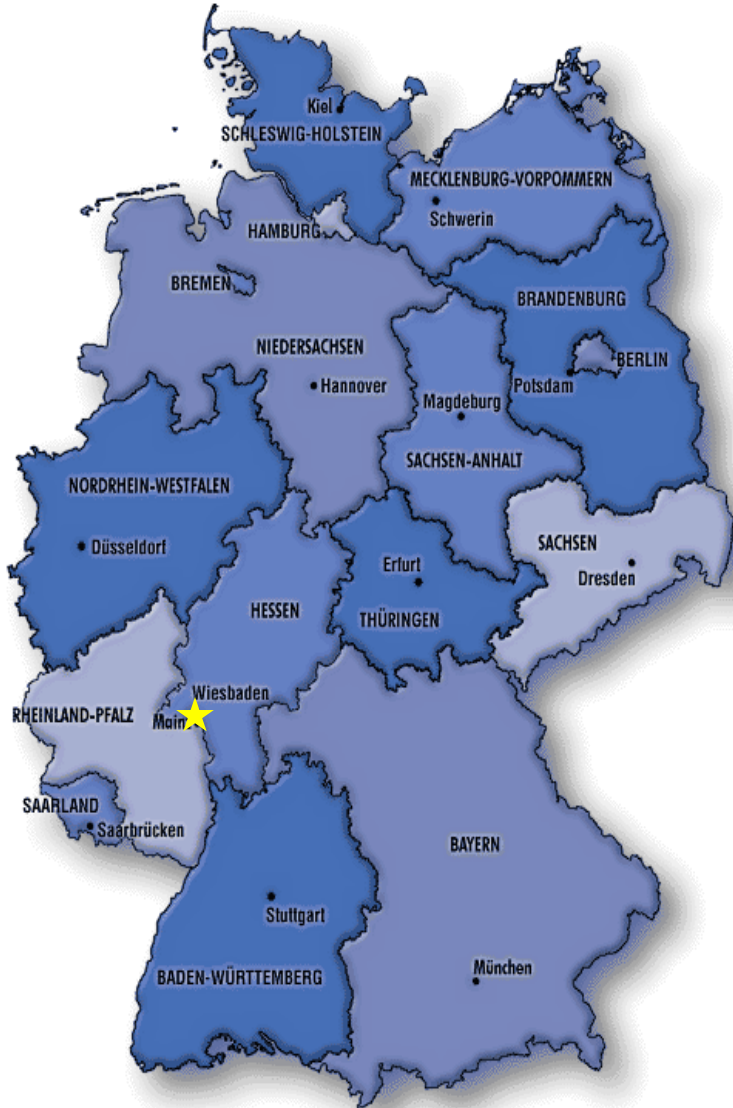 Kiel
SCHLESWIG-HOLSTEIN
MECKLENBURG-VORPOMMERN
Schwerin
HAMBURG
BREMEN
BRANDENBURG
NIEDERSACHSEN
BERLIN
Hannover
Potsdam
Magdeburg
SACHSEN-ANHALT
NORDRHEIN-WESTFALEN
SACHSEN
Düsseldorf
Erfurt
Dresden
HESSEN
THÜRINGEN
Wiesbaden
RHEINLAND-PFALZ
Main
SAARLAND
Saarbrücken
BAYERN
Stuttgart
München
BADEN-WÜRTTEMBERG